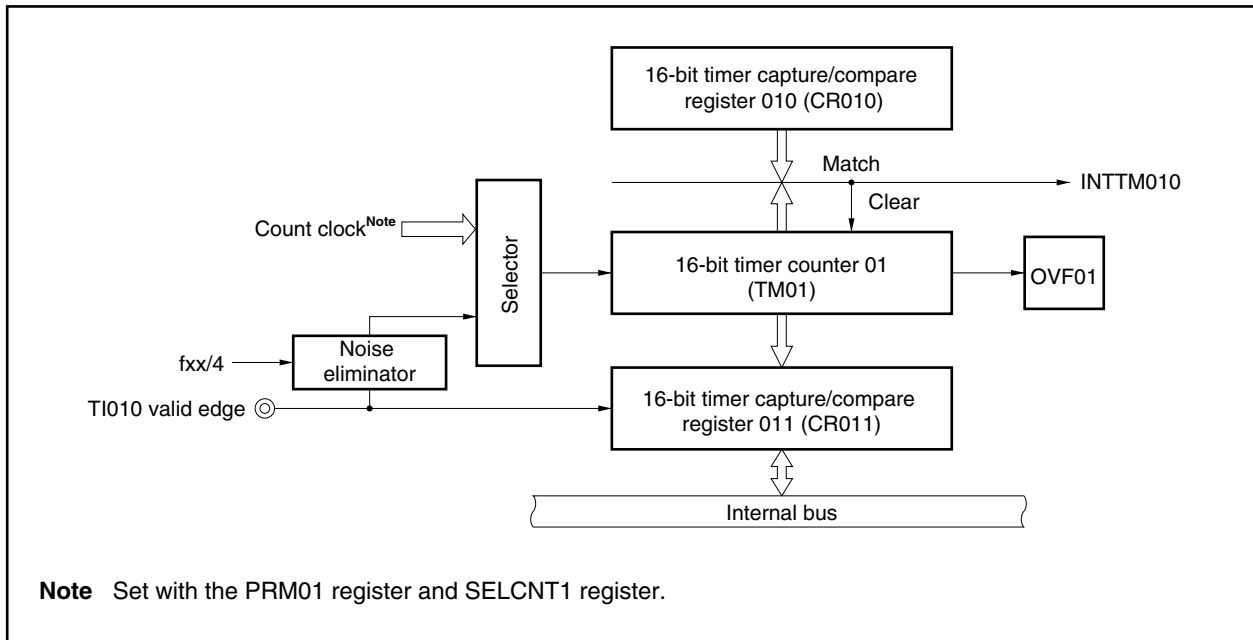 16-bit timer capture/compare
register 010 (CR010)
Match
INTTM010
Clear
Count clockNote
Selector
16-bit timer counter 01
(TM01)
OVF01
fxx/4
Noise
eliminator
TI010 valid edge
16-bit timer capture/compare
register 011 (CR011)
Internal bus
Note Set with the PRM01 register and SELCNT1 register.